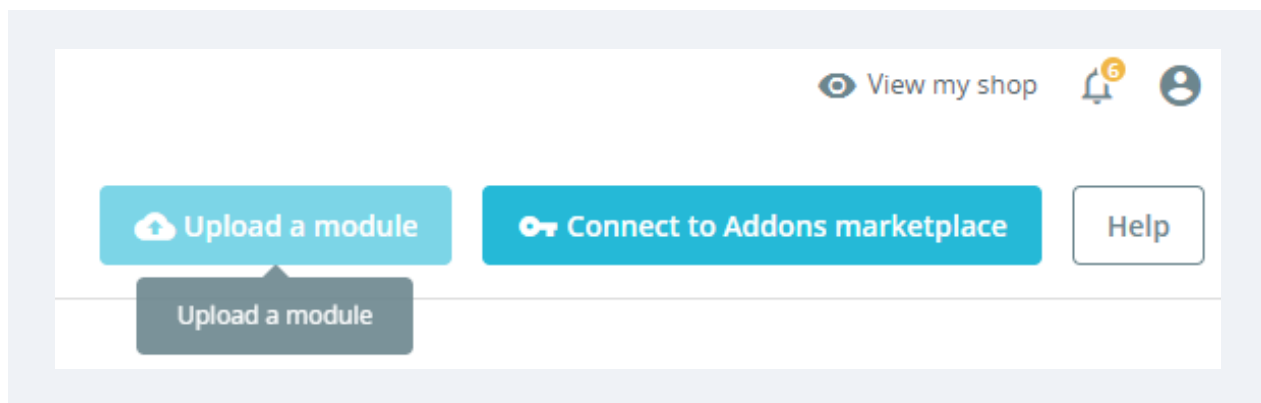 View my shop
6
Upload a module
Connect to Addons marketplace
Help
Upload a module